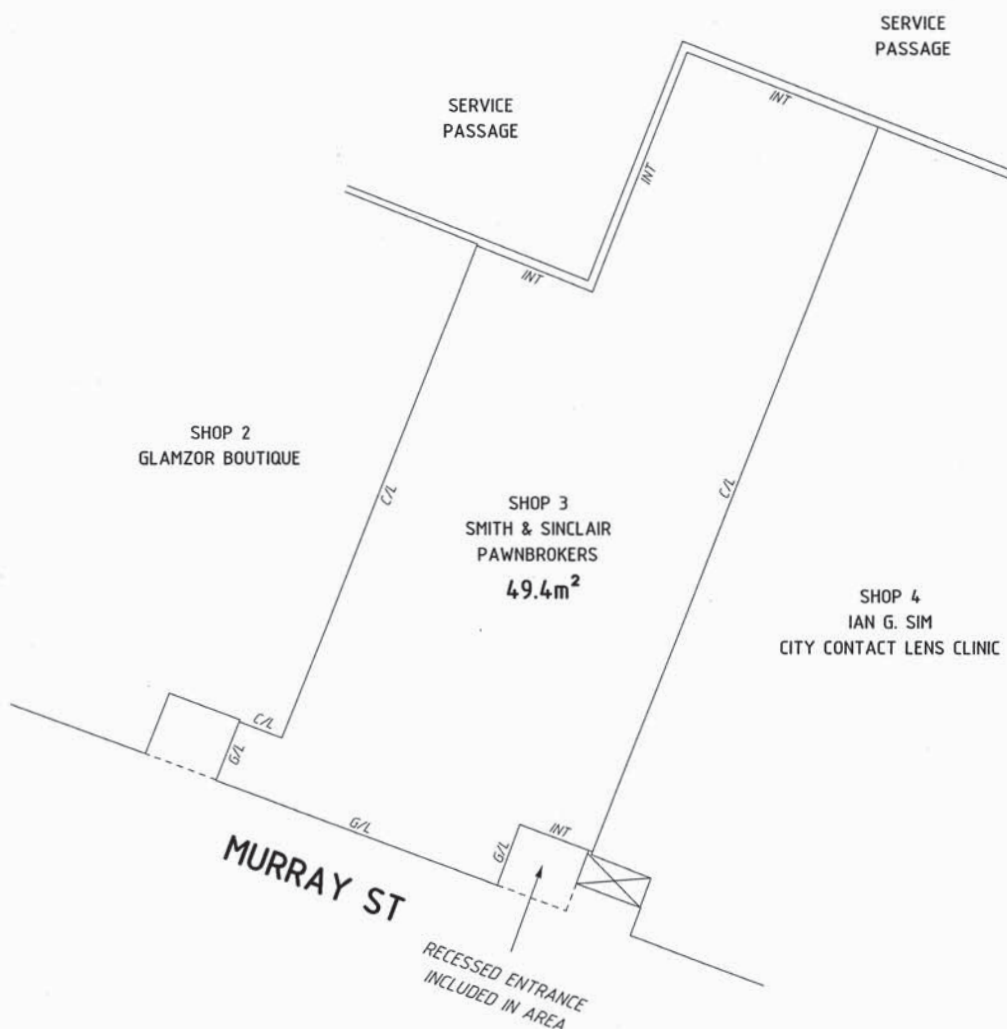 SERVICE
PASSAGE
SERVICE
PASSAGE
INT
INT
INT
SHOP 2
GLAMZOR BOUTIQUE
C/L
C/L
SHOP 3
SMITH & SINCLAIR
PAWNBROKERS
49.4m²
SHOP 4
IAN G. SIM
CITY CONTACT LENS CLINIC
C/L
G/L
G/L
G/L
INT
MURRAY ST
RECESSED ENTRANCE
INCLUDED IN AREA